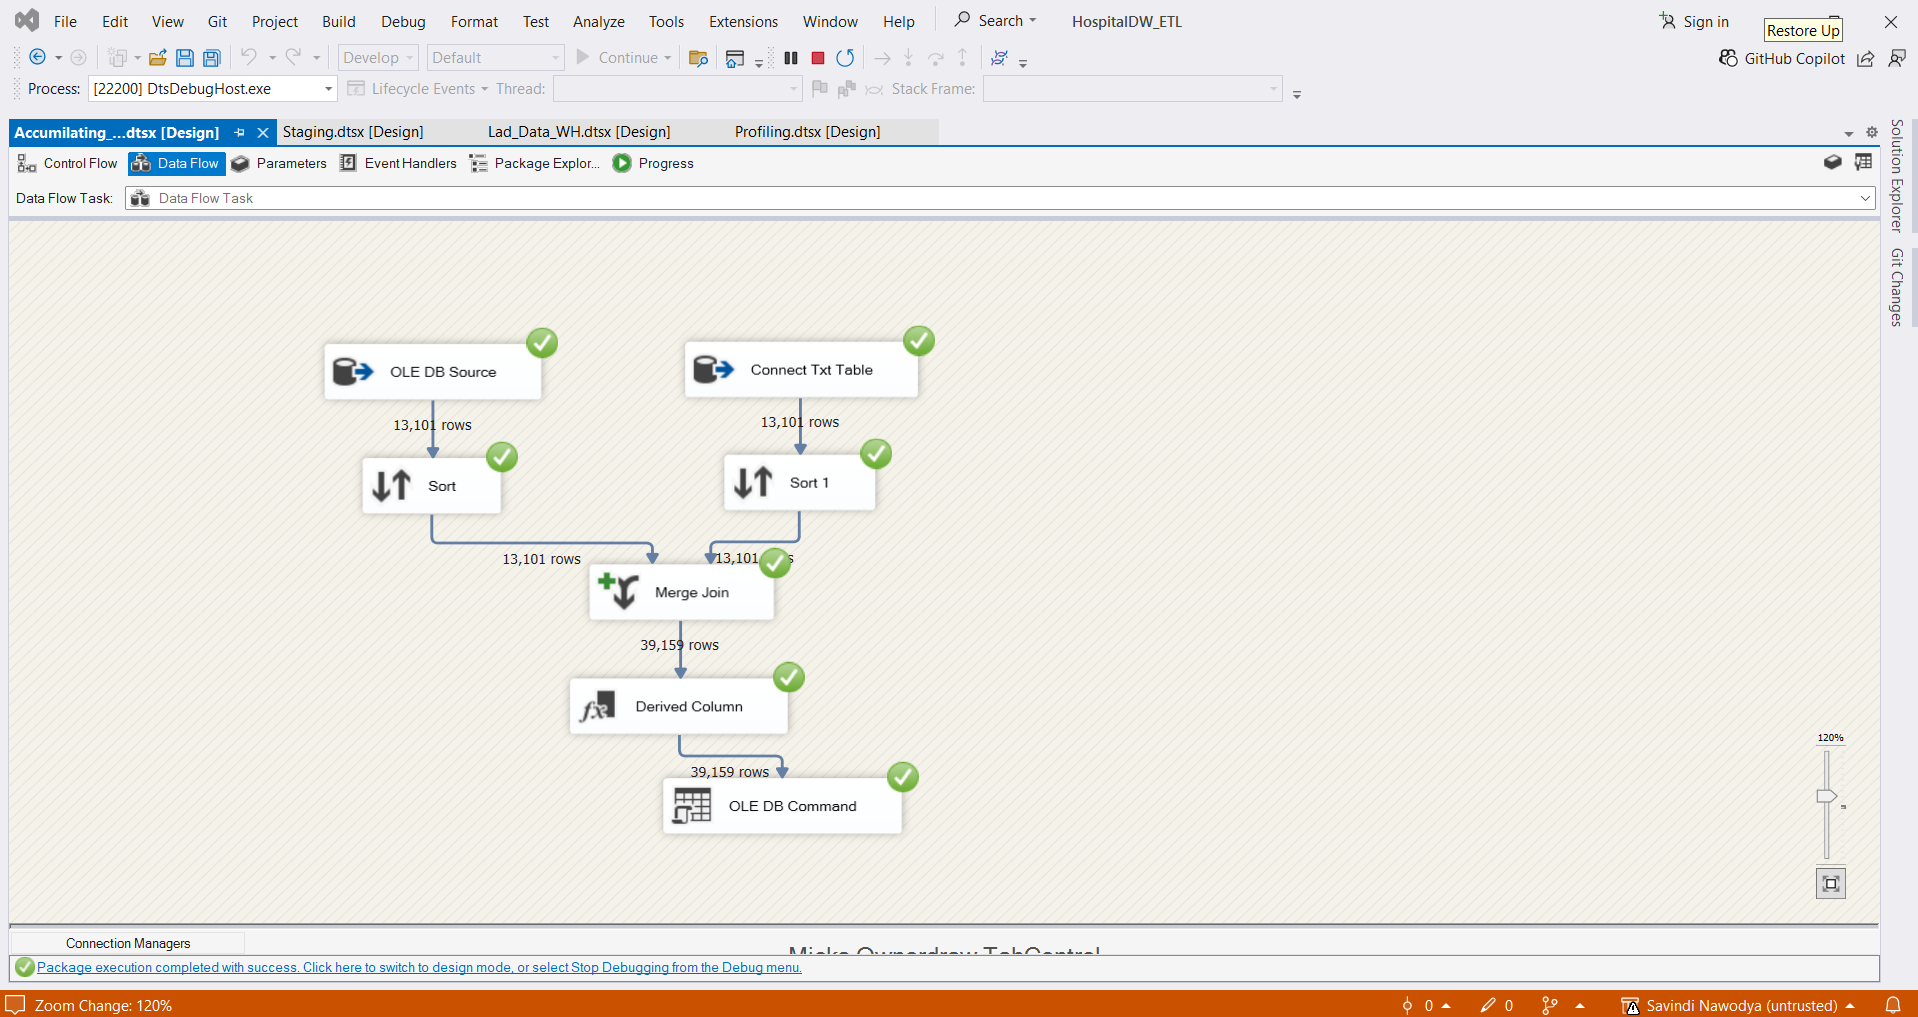 File Edit View Git Project Build Debug Format Test Analyze Tools Extensions Window Help Search HospitalDW_ETL Sign in
Restore Up
Develop Default Continue GitHub Copilot
Process: [22200] DtsDebugHost.exe Lifecycle Events Thread: Stack Frame:
Accumilating_...dtsx [Design] Staging.dtsx [Design] Lad_Data_WH.dtsx [Design] Profiling.dtsx [Design]
Control Flow Data Flow Parameters Event Handlers Package Explor... Progress
Data Flow Task: Data Flow Task
Solution Explorer
Git Changes
OLE DB Source
Connect Txt Table
13,101 rows
13,101 rows
Sort
Sort 1
13,101 rows
13,101
Merge Join
39,159 rows
Derived Column
39,159 rows
OLE DB Command
120%
Connection Managers
Package execution completed with success. Click here to switch to design mode, or select Stop Debugging from the Debug menu.
Zoom Change: 120% 0 0 Savindi Nawodya (untrusted)